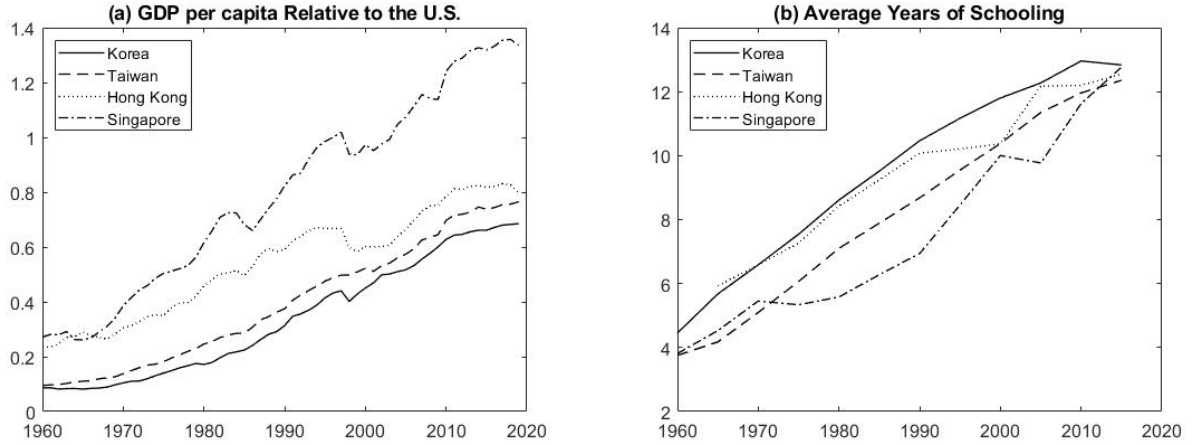 (a) GDP per capita Relative to the U.S.
1.4
1.2
1
0.8
0.6
0.4
0.2
0
Korea
Taiwan
Hong Kong
Singapore
1960 1970 1980 1990 2000 2010 2020
(b) Average Years of Schooling
14
12
10
8
6
4
2
Korea
Taiwan
Hong Kong
Singapore
1960 1970 1980 1990 2000 2010 2020